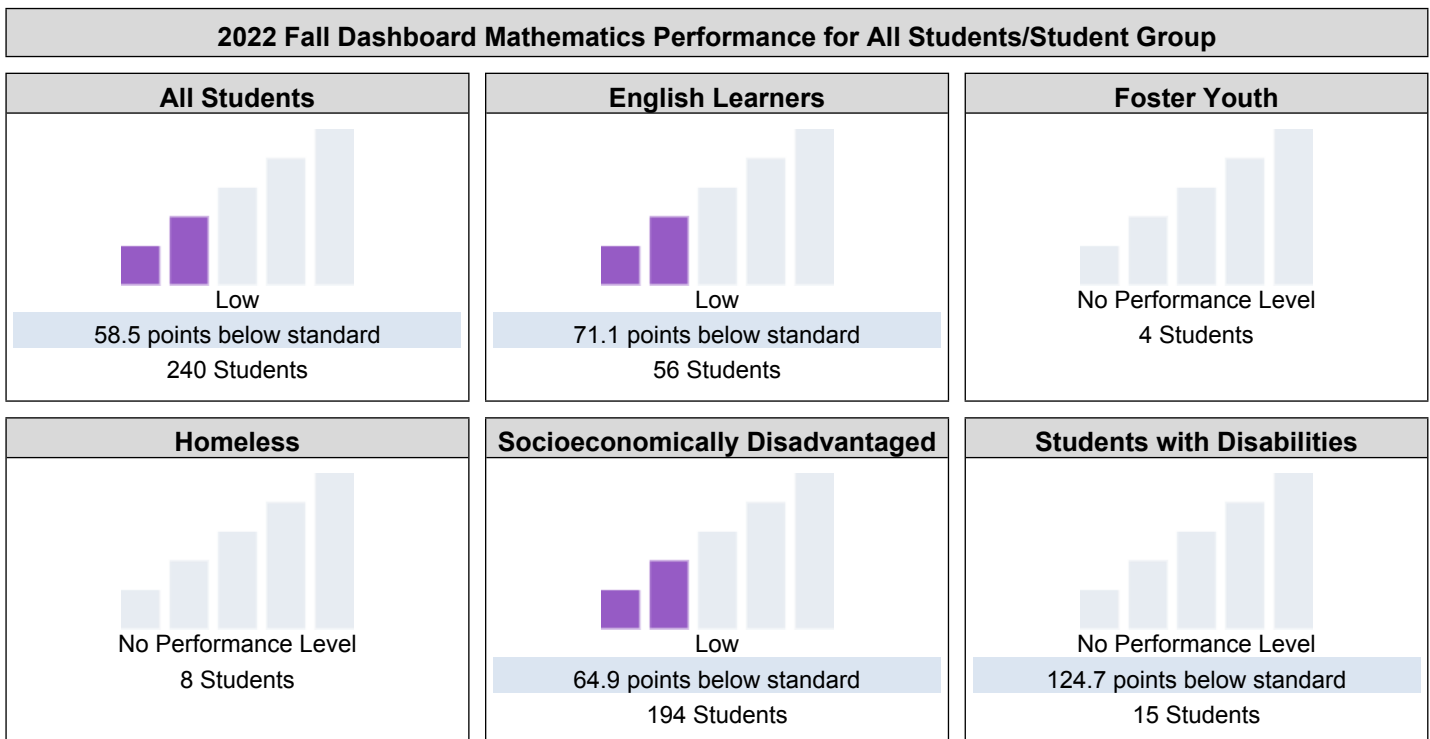 2022 Fall Dashboard Mathematics Performance for All Students/Student Group
All Students
Low
58.5 points below standard
240 Students
English Learners
Low
71.1 points below standard
56 Students
Foster Youth
No Performance Level
4 Students
Homeless
No Performance Level
8 Students
Socioeconomically Disadvantaged
Low
64.9 points below standard
194 Students
Students with Disabilities
No Performance Level
124.7 points below standard
15 Students